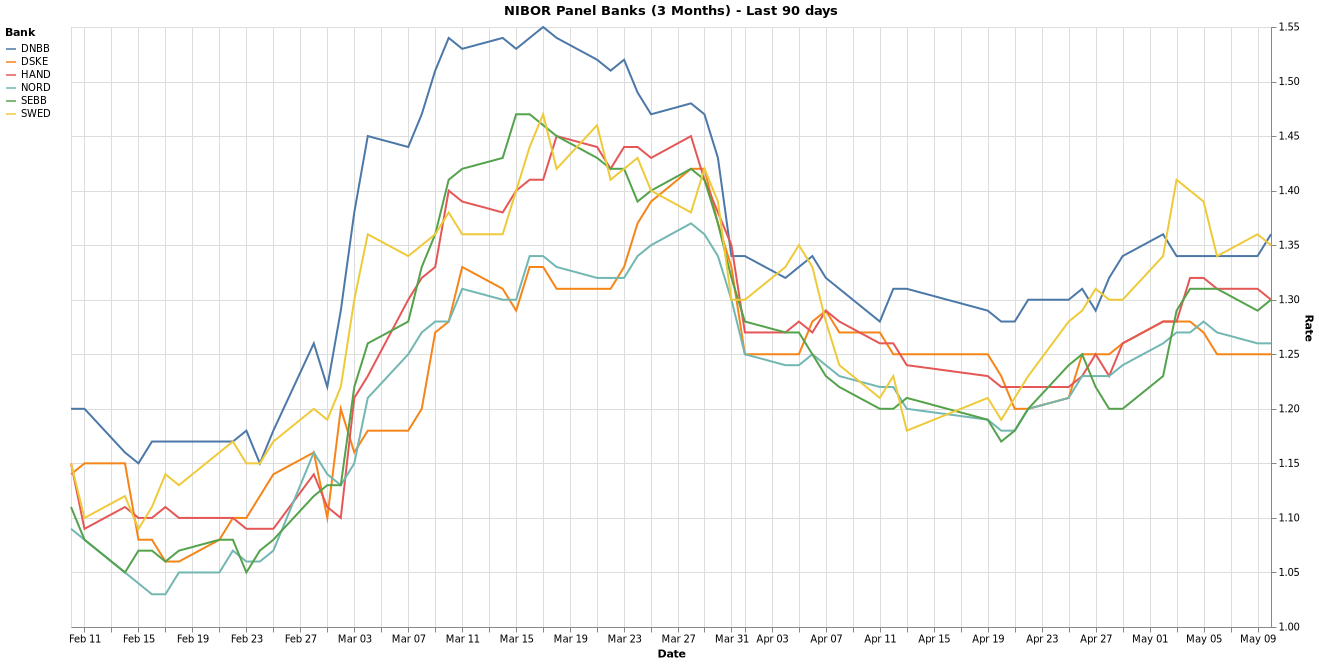 NIBOR Panel Banks (3 Months) - Last 90 days
Bank
DNBB
DSKE
HAND
NORD
SEBB
SWED
1.55
1.50
1.45
1.40
1.35
1.30
1.25
1.20
1.15
1.10
1.05
1.00
Rate
Feb 11 Feb 15 Feb 19 Feb 23 Feb 27 Mar 03 Mar 07 Mar 11 Mar 15 Mar 19 Mar 23 Mar 27 Mar 31 Apr 03 Apr 07 Apr 11 Apr 15 Apr 19 Apr 23 Apr 27 May 01 May 05 May 09
Date